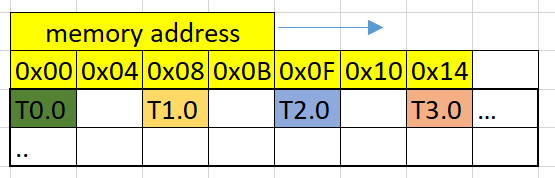 memory address
0x00 0x04 0x08 0x0B 0x0F 0x10 0x14
T0.0 T1.0 T2.0 T3.0 ...
..